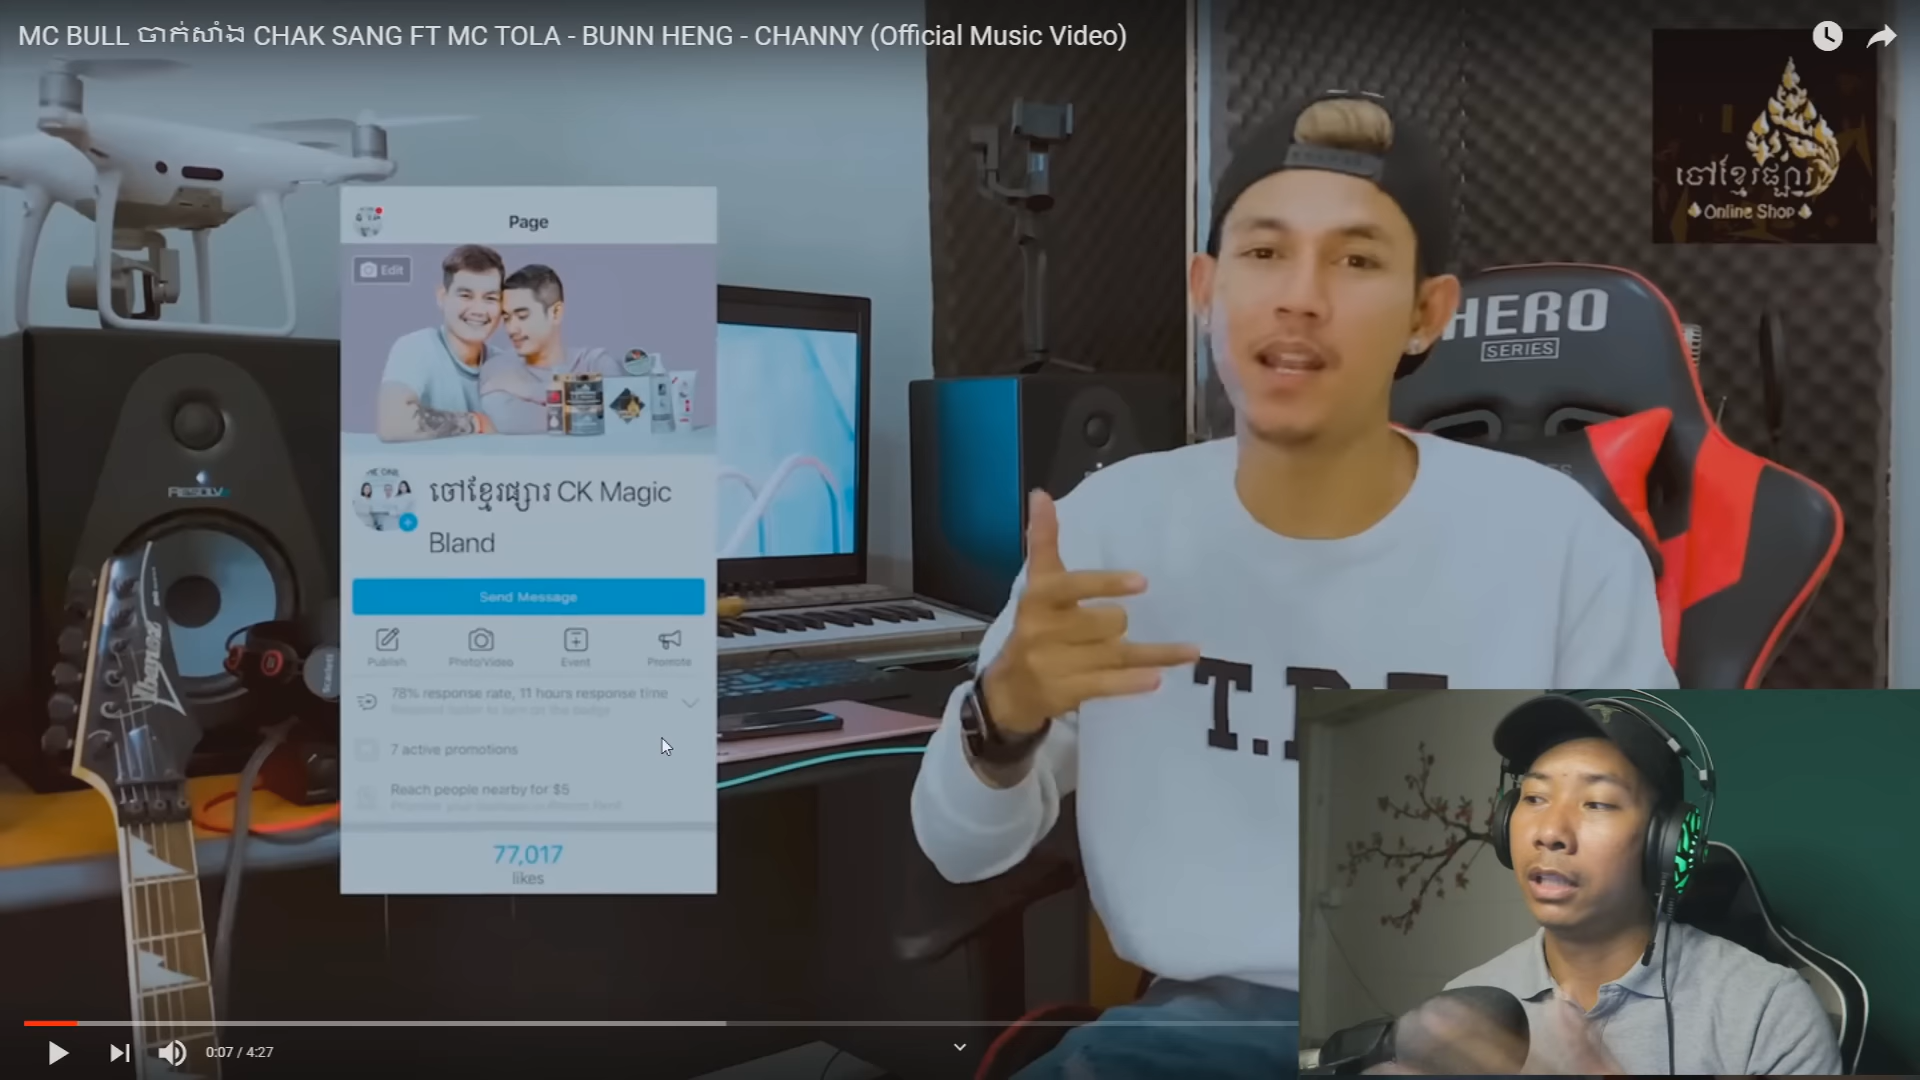 MC BULL ចាក់សាំង CHAK SANG FT MC TOLA - BUNN HENG - CHANNY (Official Music Video)
ចៅខ្មែរផ្សារ
Online Shop
Page
Edit
HERO
SERIES
ចៅខ្មែរផ្សារ CK Magic
Bland
Send Message
Publish
Photo/Video
Event
Promote
78% response rate, 11 hours response time
7 active promotions
Reach people nearby for $5
77,017
likes
Ibanez
0:07 / 4:27